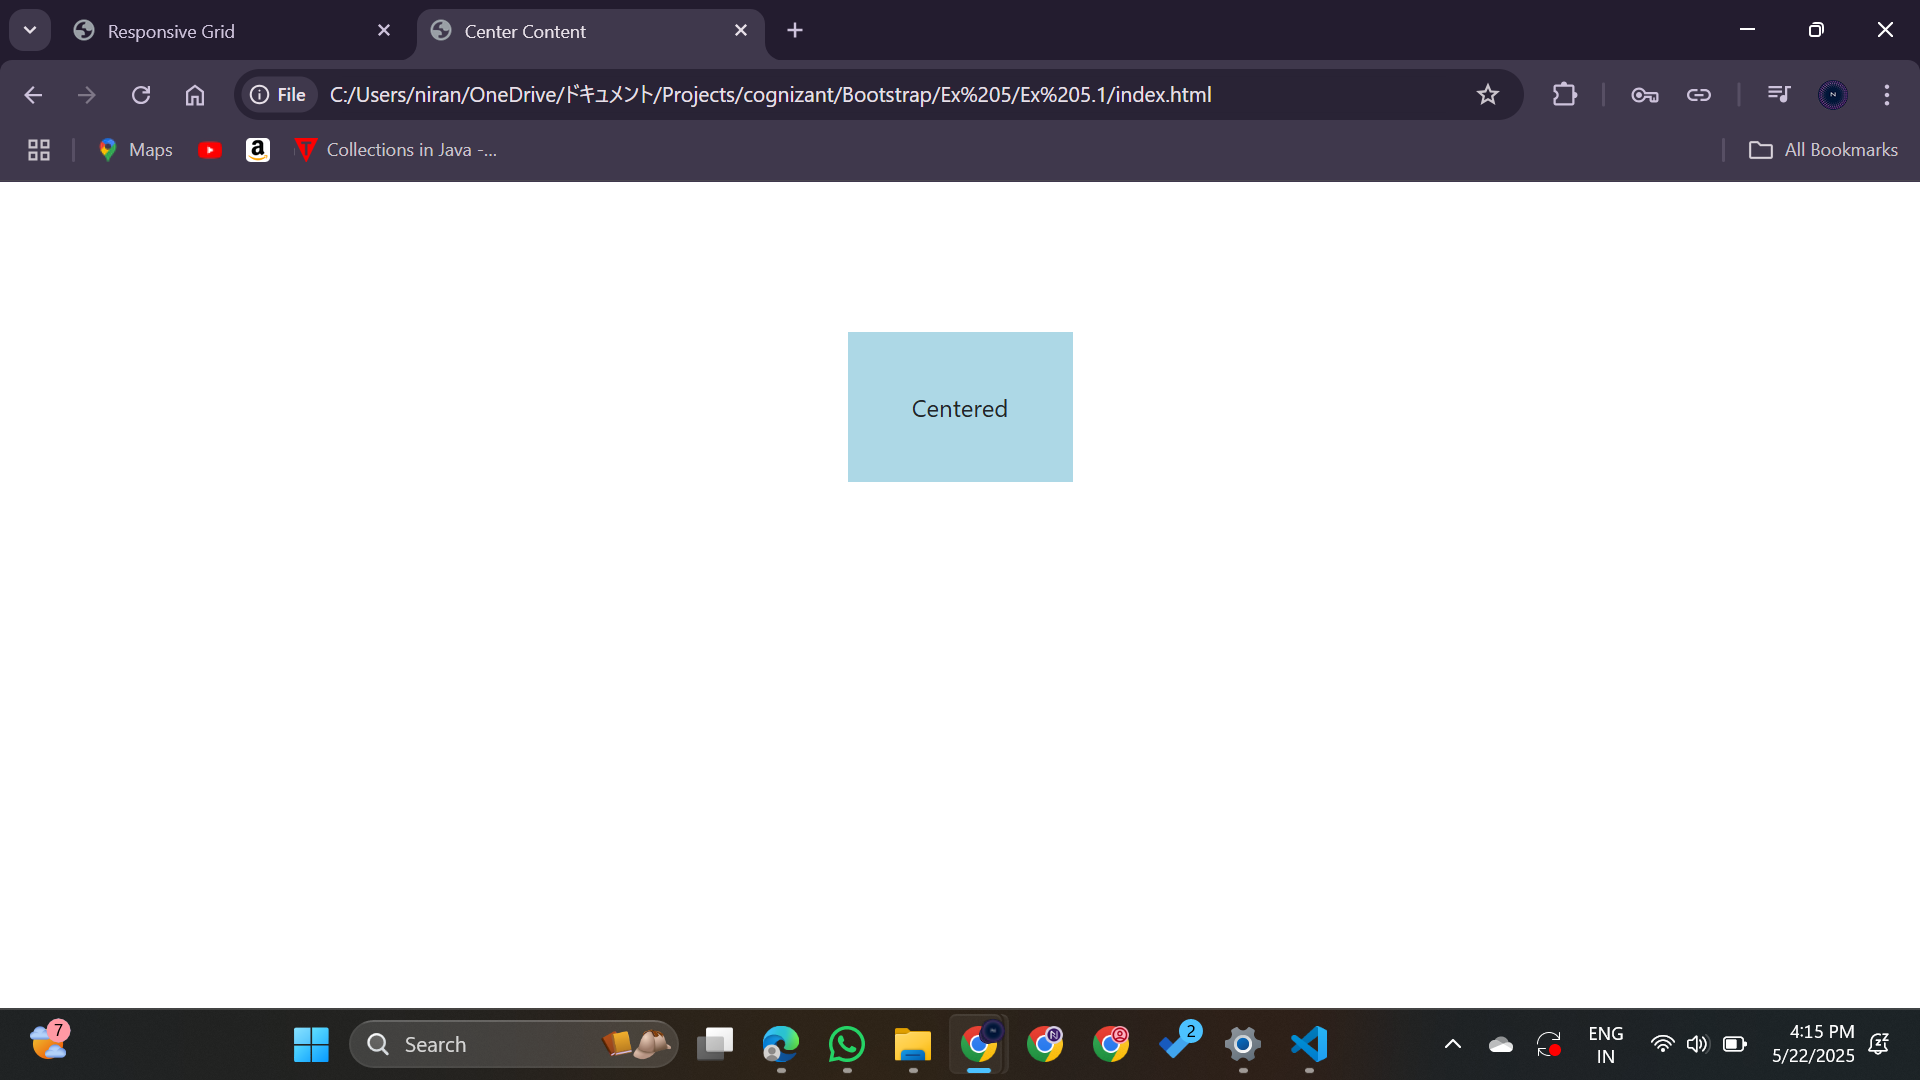 Responsive Grid
Center Content
File
C:/Users/niran/OneDrive/ドキュメント/Projects/cognizant/Bootstrap/Ex%205/Ex%205.1/index.html
Maps
Collections in Java -...
All Bookmarks
Centered
7
Search
2
ENG
IN
4:15 PM
5/22/2025